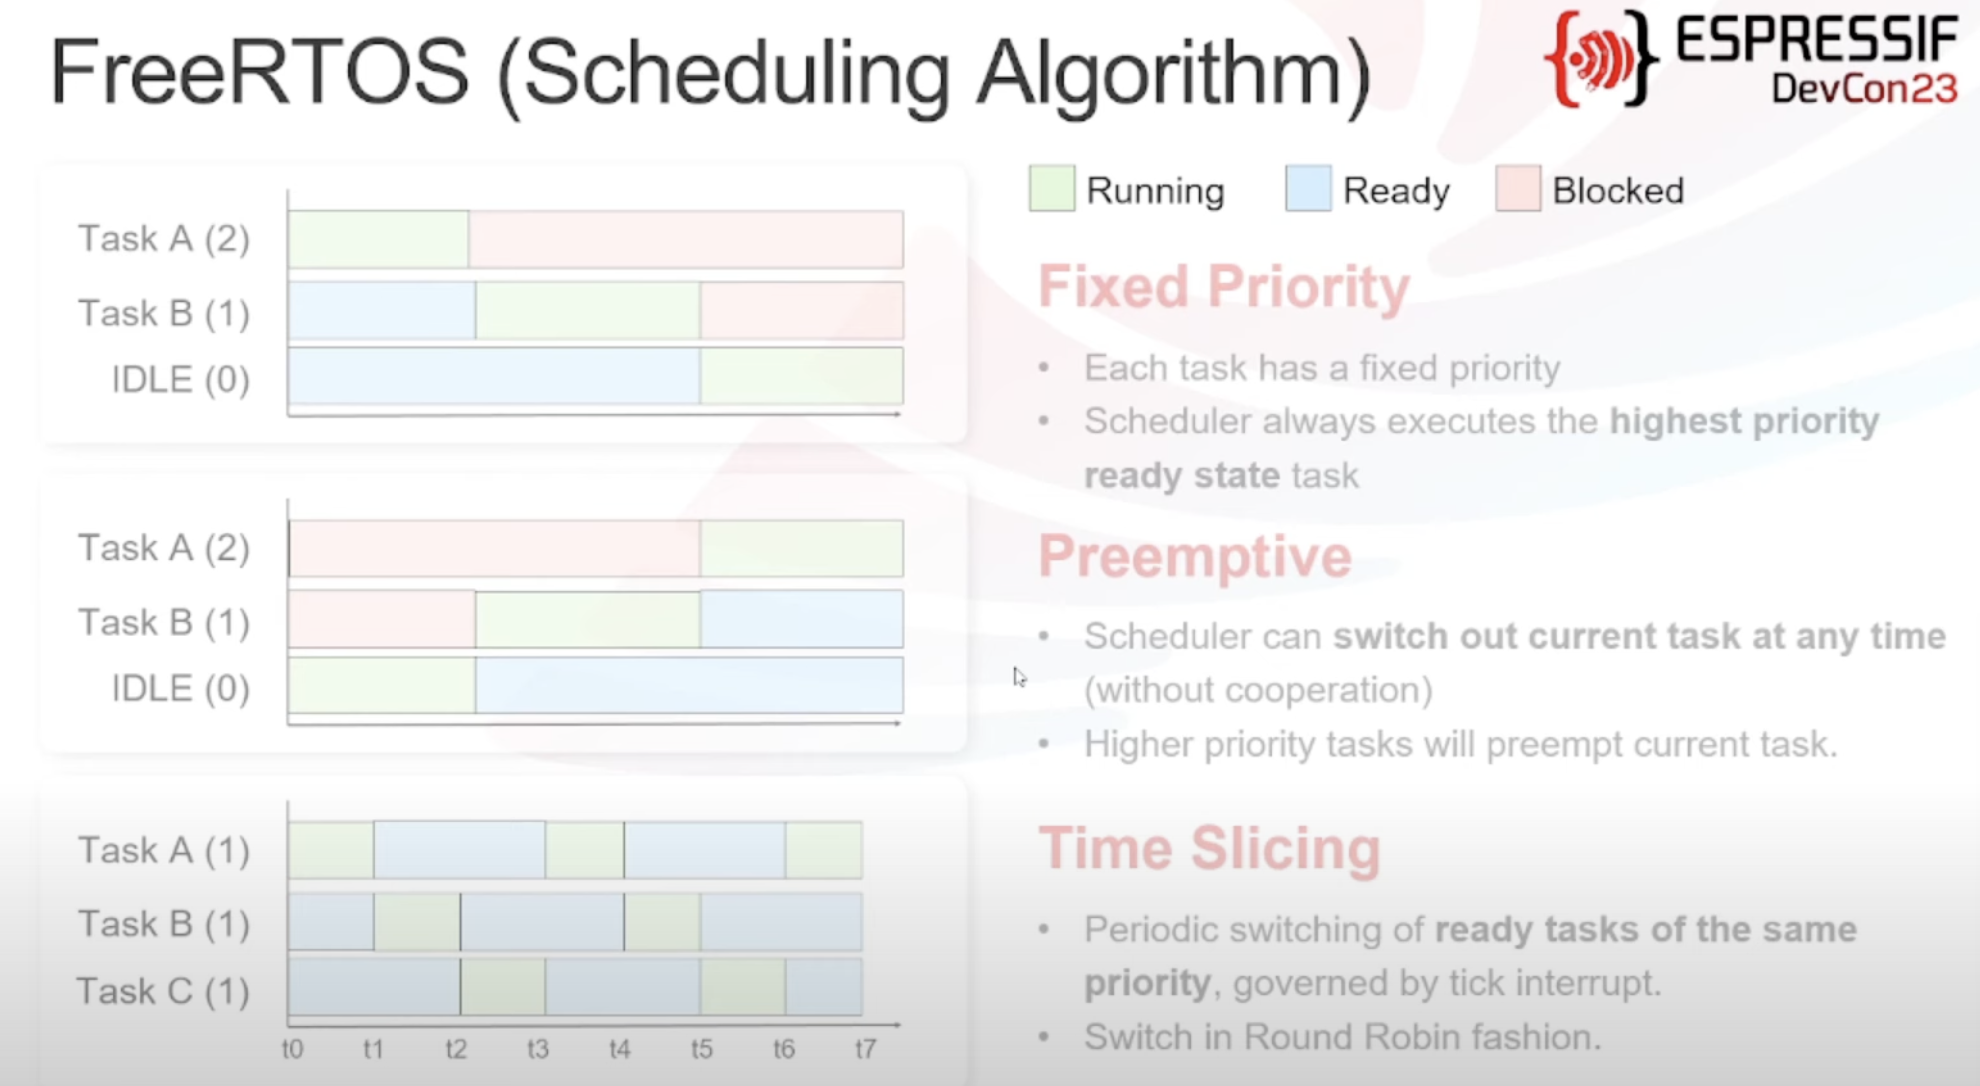 FreeRTOS (Scheduling Algorithm)
ESPRESSIF
DevCon23
Task A (2)
Task B (1)
IDLE (0)
Running
Ready
Blocked
Fixed Priority
• Each task has a fixed priority
• Scheduler always executes the highest priority
ready state task
Task A (2)
Task B (1)
IDLE (0)
Preemptive
• Scheduler can switch out current task at any time
(without cooperation)
• Higher priority tasks will preempt current task.
Task A (1)
Task B (1)
Task C (1)
t0 t1 t2 t3 t4 t5 t6 t7
Time Slicing
• Periodic switching of ready tasks of the same
priority, governed by tick interrupt.
• Switch in Round Robin fashion.